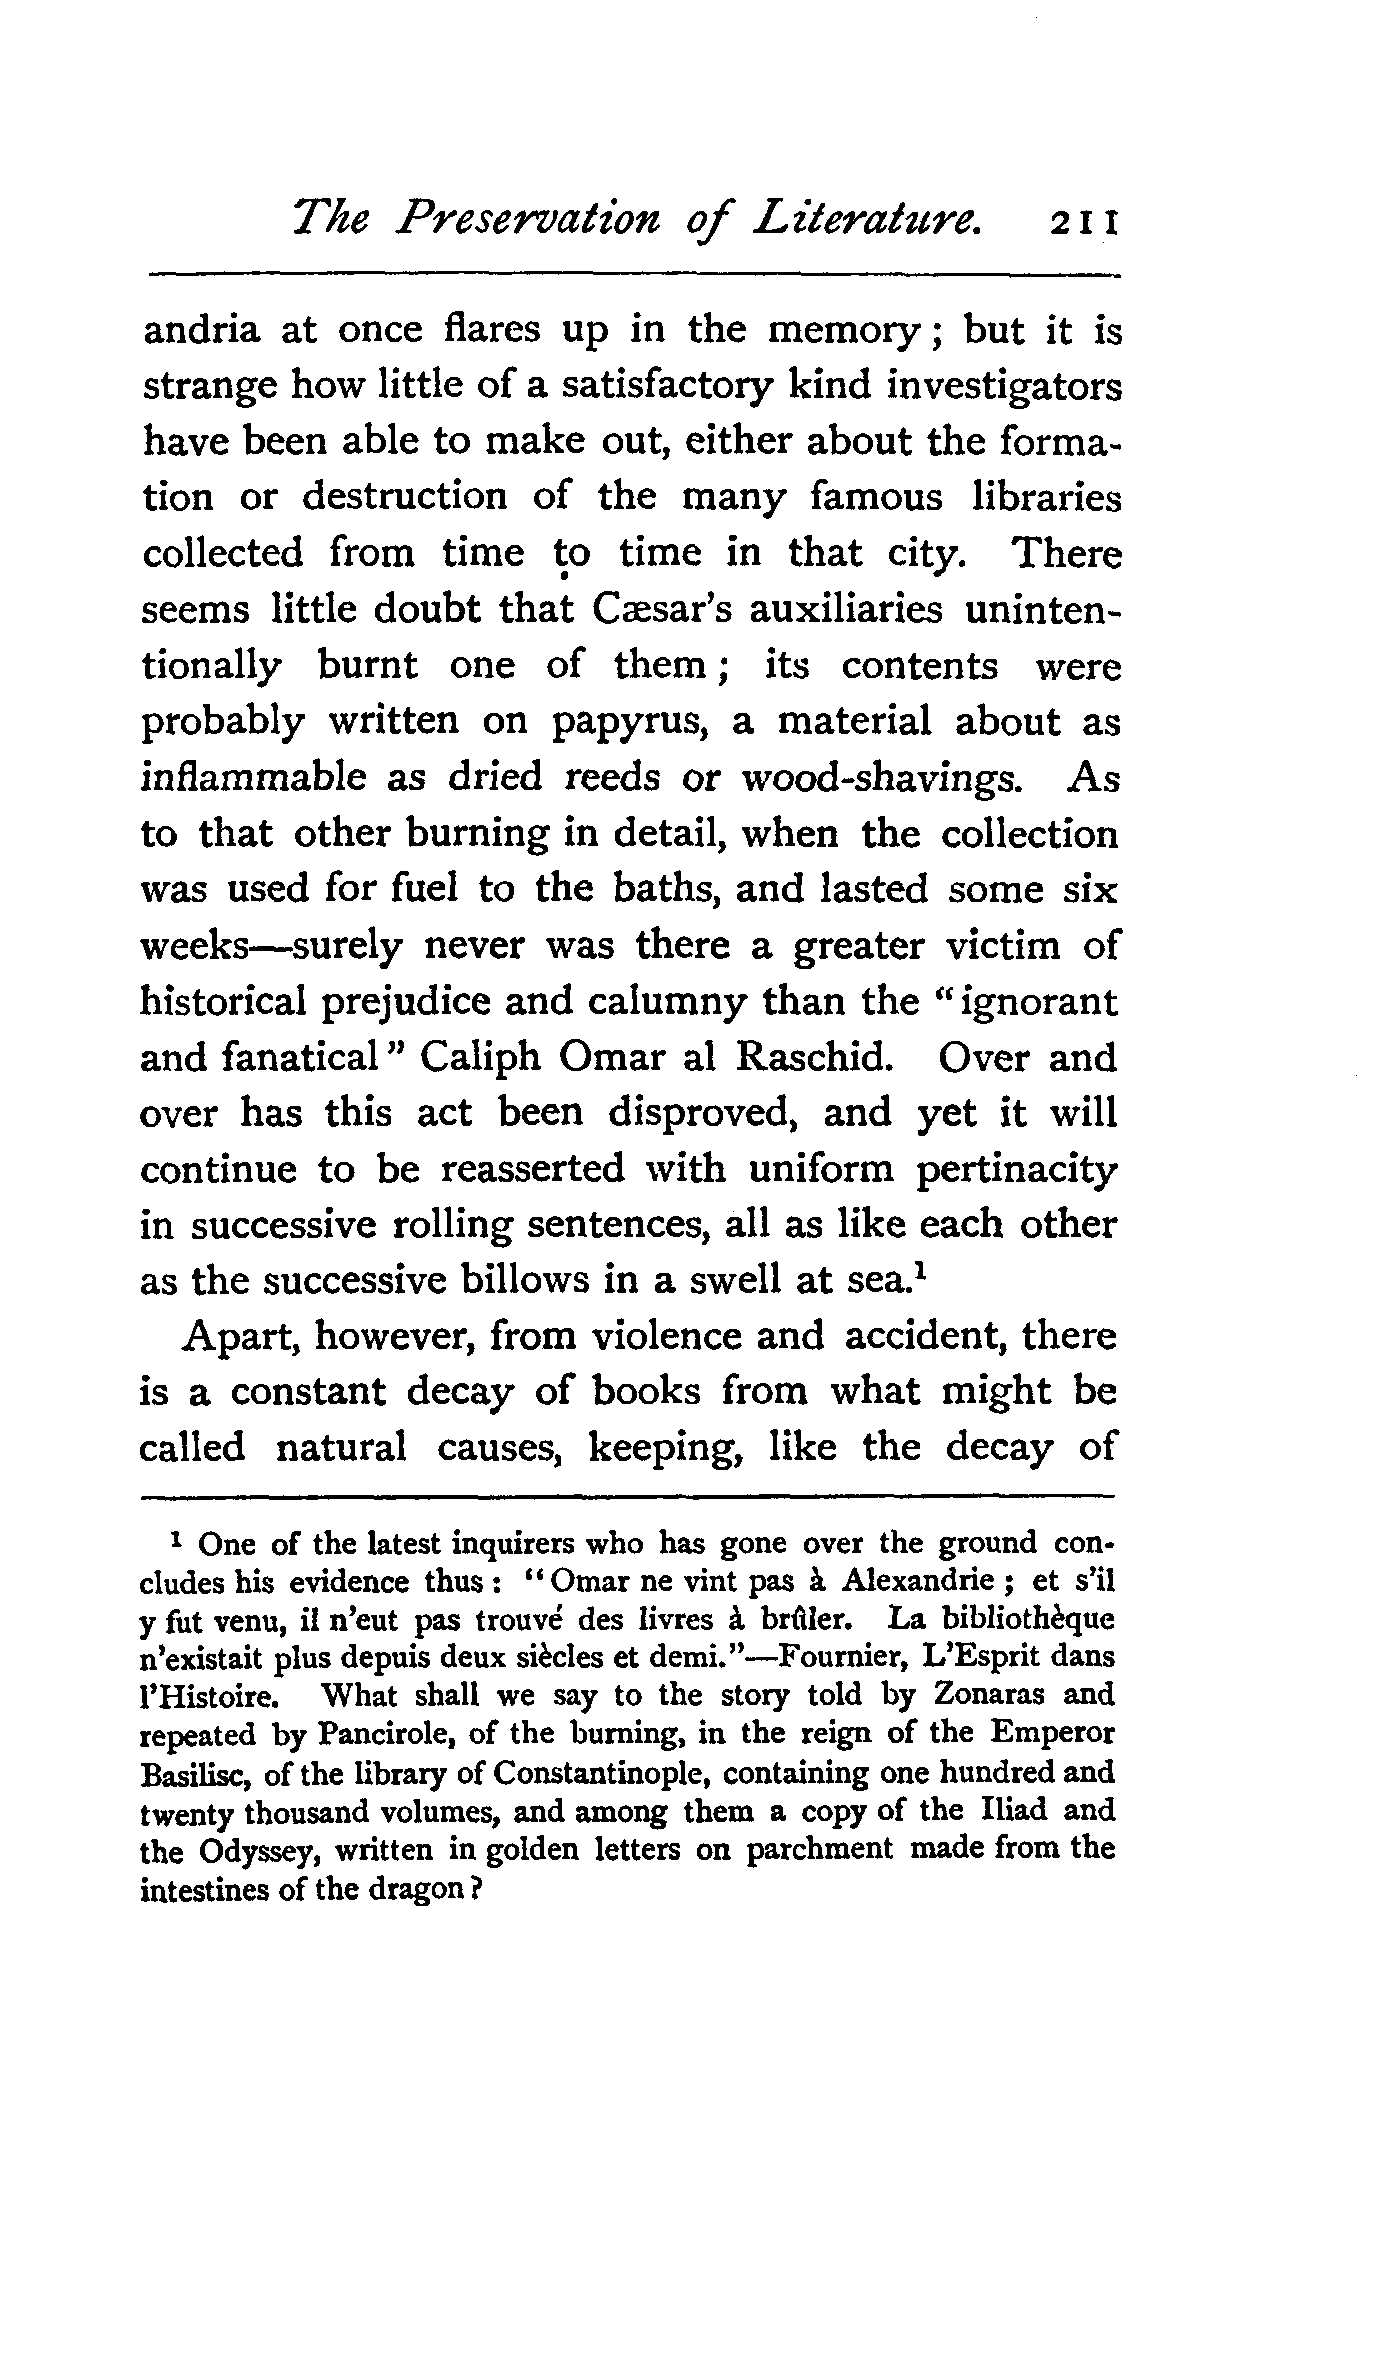 The Preservation of Literature. 211
andria at once flares up in the memory ; but it is
strange how little of a satisfactory kind investigators
have been able to make out, either about the forma-
tion or destruction of the many famous libraries
collected from time to time in that city. There
seems little doubt that Cæsar's auxiliaries uninten-
tionally burnt one of them ; its contents were
probably written on papyrus, a material about as
inflammable as dried reeds or wood-shavings. As
to that other burning in detail, when the collection
was used for fuel to the baths, and lasted some six
weeks—surely never was there a greater victim of
historical prejudice and calumny than the “ ignorant
and fanatical ” Caliph Omar al Raschid. Over and
over has this act been disproved, and yet it will
continue to be reasserted with uniform pertinacity
in successive rolling sentences, all as like each other
as the successive billows in a swell at sea.¹
Apart, however, from violence and accident, there
is a constant decay of books from what might be
called natural causes, keeping, like the decay of
¹ One of the latest inquirers who has gone over the ground con-
cludes his evidence thus : “ Omar ne vint pas à Alexandrie ; et s'il
y fut venu, il n'eut pas trouvé des livres à brûler. La bibliothèque
n'existait plus depuis deux siècles et demi.”—Fournier, L'Esprit dans
l'Histoire. What shall we say to the story told by Zonaras and
repeated by Pancirole, of the burning, in the reign of the Emperor
Basilisc, of the library of Constantinople, containing one hundred and
twenty thousand volumes, and among them a copy of the Iliad and
the Odyssey, written in golden letters on parchment made from the
intestines of the dragon ?